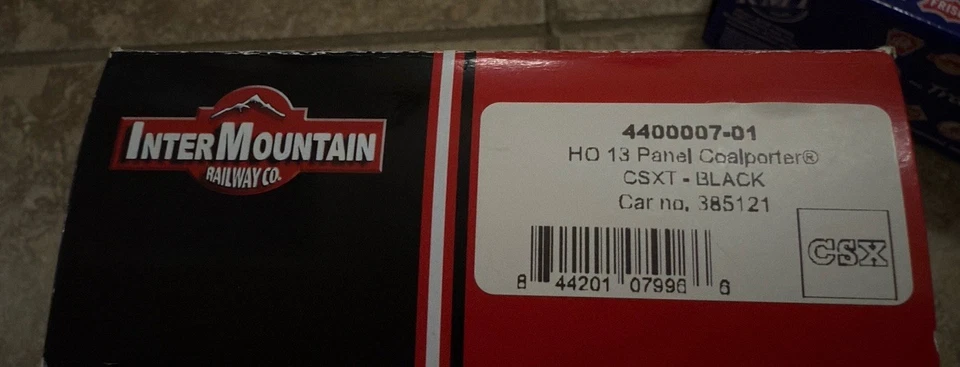 INTERMOUNTAIN
RAILWAY CO.
4400007-01
HO 13 Panel Coalporter®
CSXT - BLACK
Car no. 385121
8 44201 07996 6
CSX